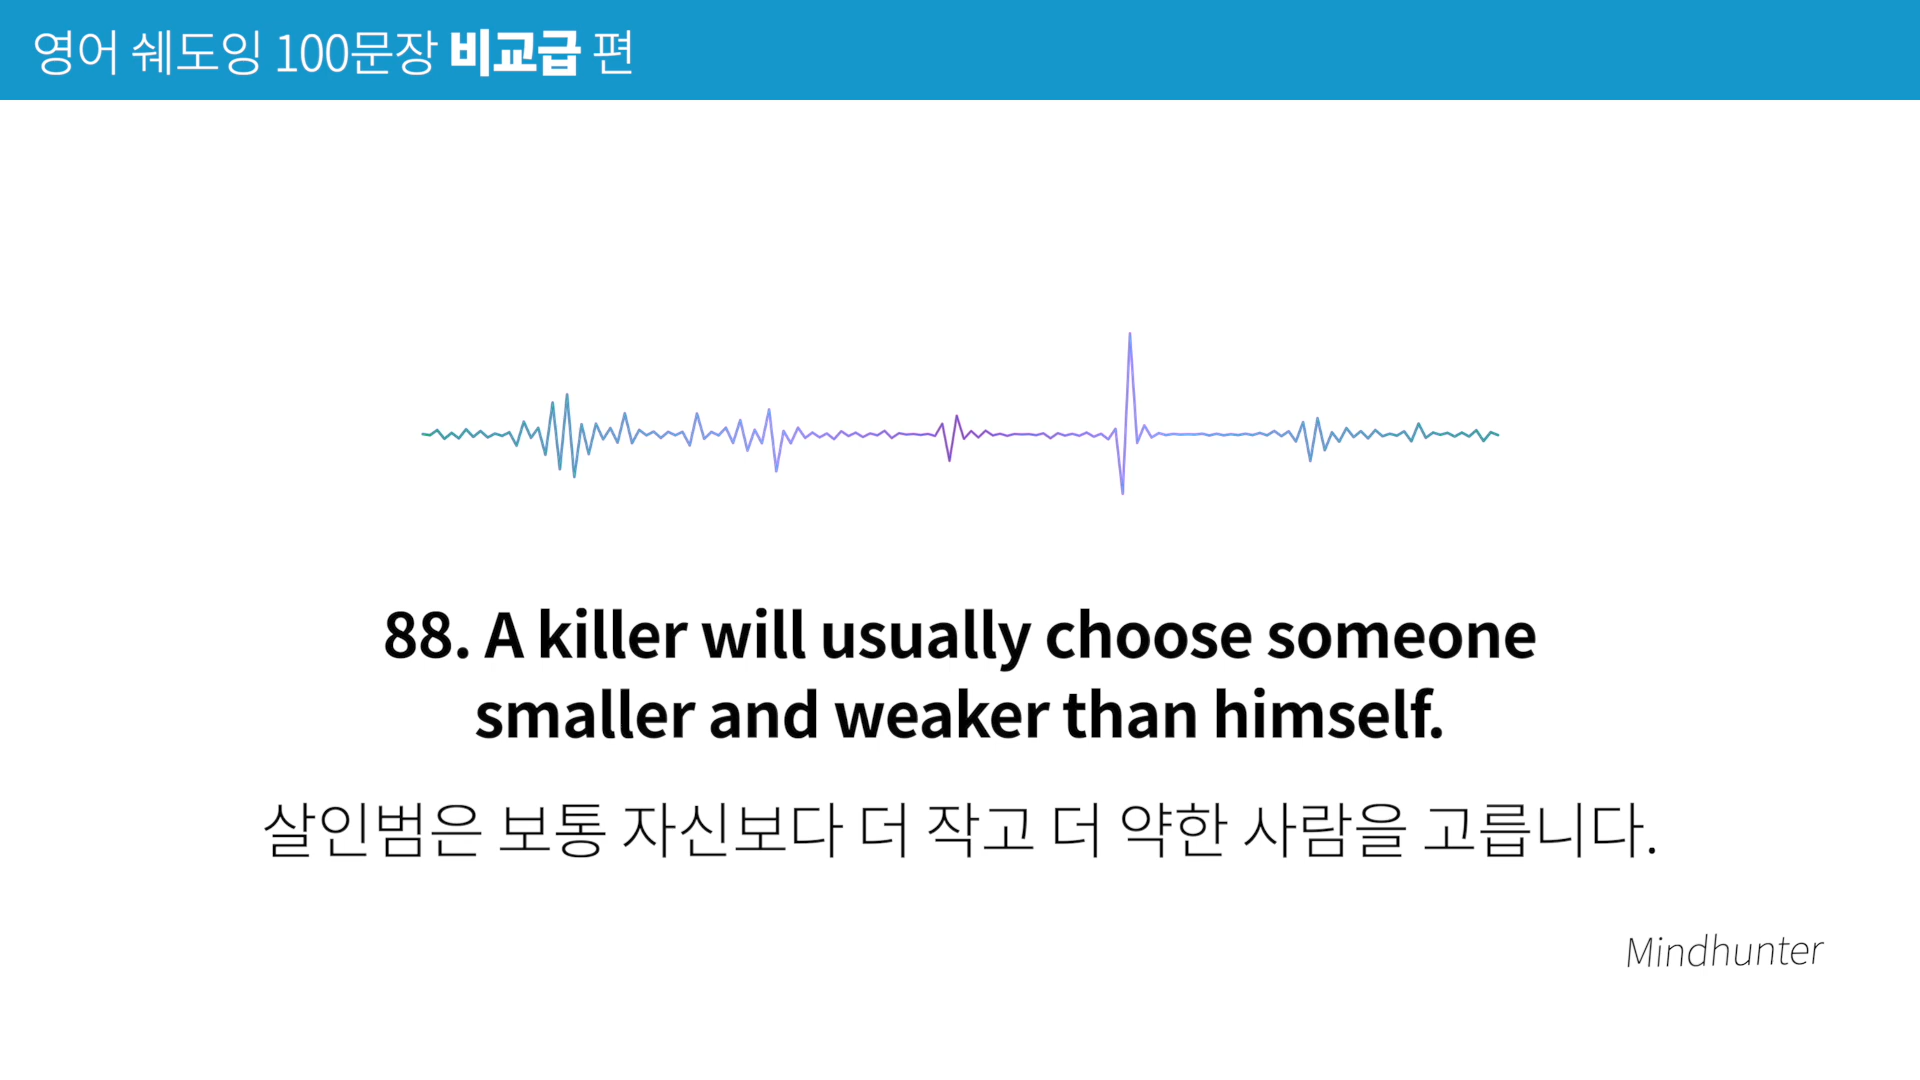 영어 쉐도잉 100문장 비교급 편
88. A killer will usually choose someone
smaller and weaker than himself.
살인범은 보통 자신보다 더 작고 더 약한 사람을 고릅니다.
Mindhunter